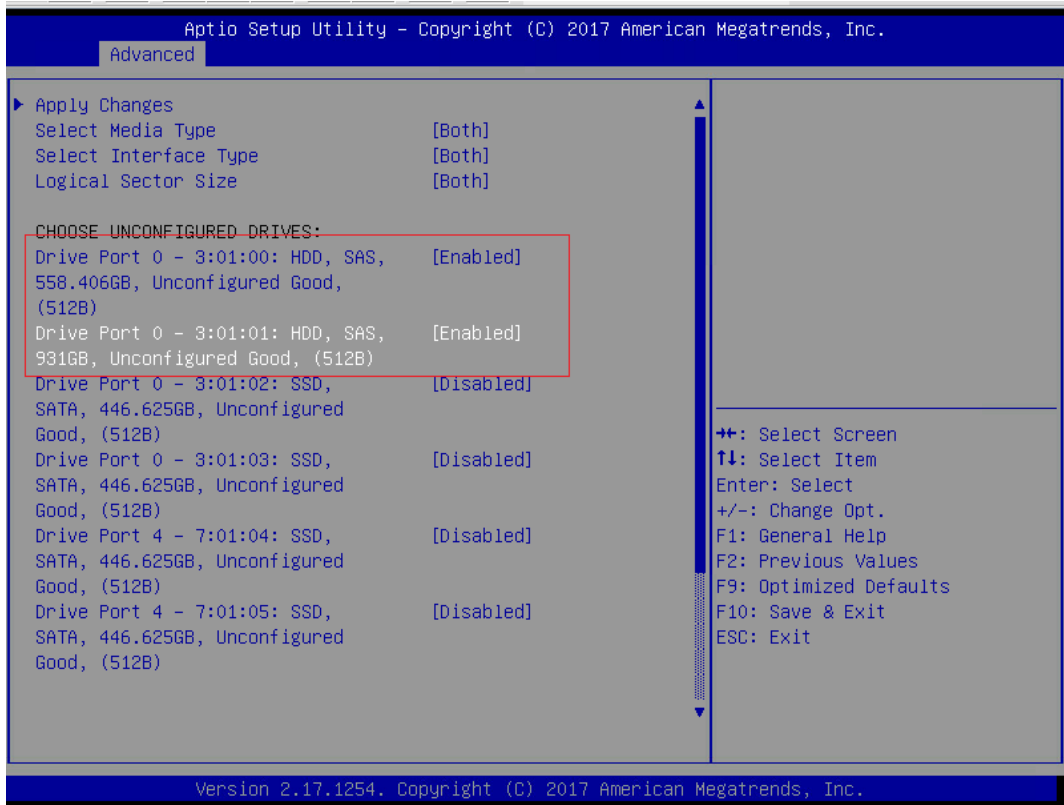 Aptio Setup Utility – Copyright (C) 2017 American Megatrends, Inc.
Advanced
Apply Changes
Select Media Type [Both]
Select Interface Type [Both]
Logical Sector Size [Both]
CHOOSE UNCONFIGURED DRIVES:
Drive Port 0 – 3:01:00: HDD, SAS, [Enabled]
558.406GB, Unconfigured Good,
(512B)
Drive Port 0 – 3:01:01: HDD, SAS, [Enabled]
931GB, Unconfigured Good, (512B)
Drive Port 0 – 3:01:02: SSD, [Disabled]
SATA, 446.625GB, Unconfigured
Good, (512B)
Drive Port 0 – 3:01:03: SSD, [Disabled]
SATA, 446.625GB, Unconfigured
Good, (512B)
Drive Port 4 – 7:01:04: SSD, [Disabled]
SATA, 446.625GB, Unconfigured
Good, (512B)
Drive Port 4 – 7:01:05: SSD, [Disabled]
SATA, 446.625GB, Unconfigured
Good, (512B)
→←: Select Screen
↑↓: Select Item
Enter: Select
+/-: Change Opt.
F1: General Help
F2: Previous Values
F9: Optimized Defaults
F10: Save & Exit
ESC: Exit
Version 2.17.1254. Copyright (C) 2017 American Megatrends, Inc.